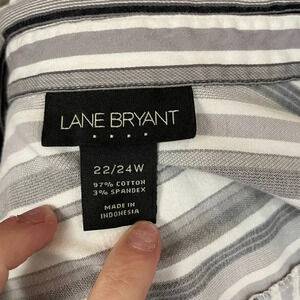 LANE BRYANT
22/24W
97% COTTON
3% SPANDEX
MADE IN
INDONESIA